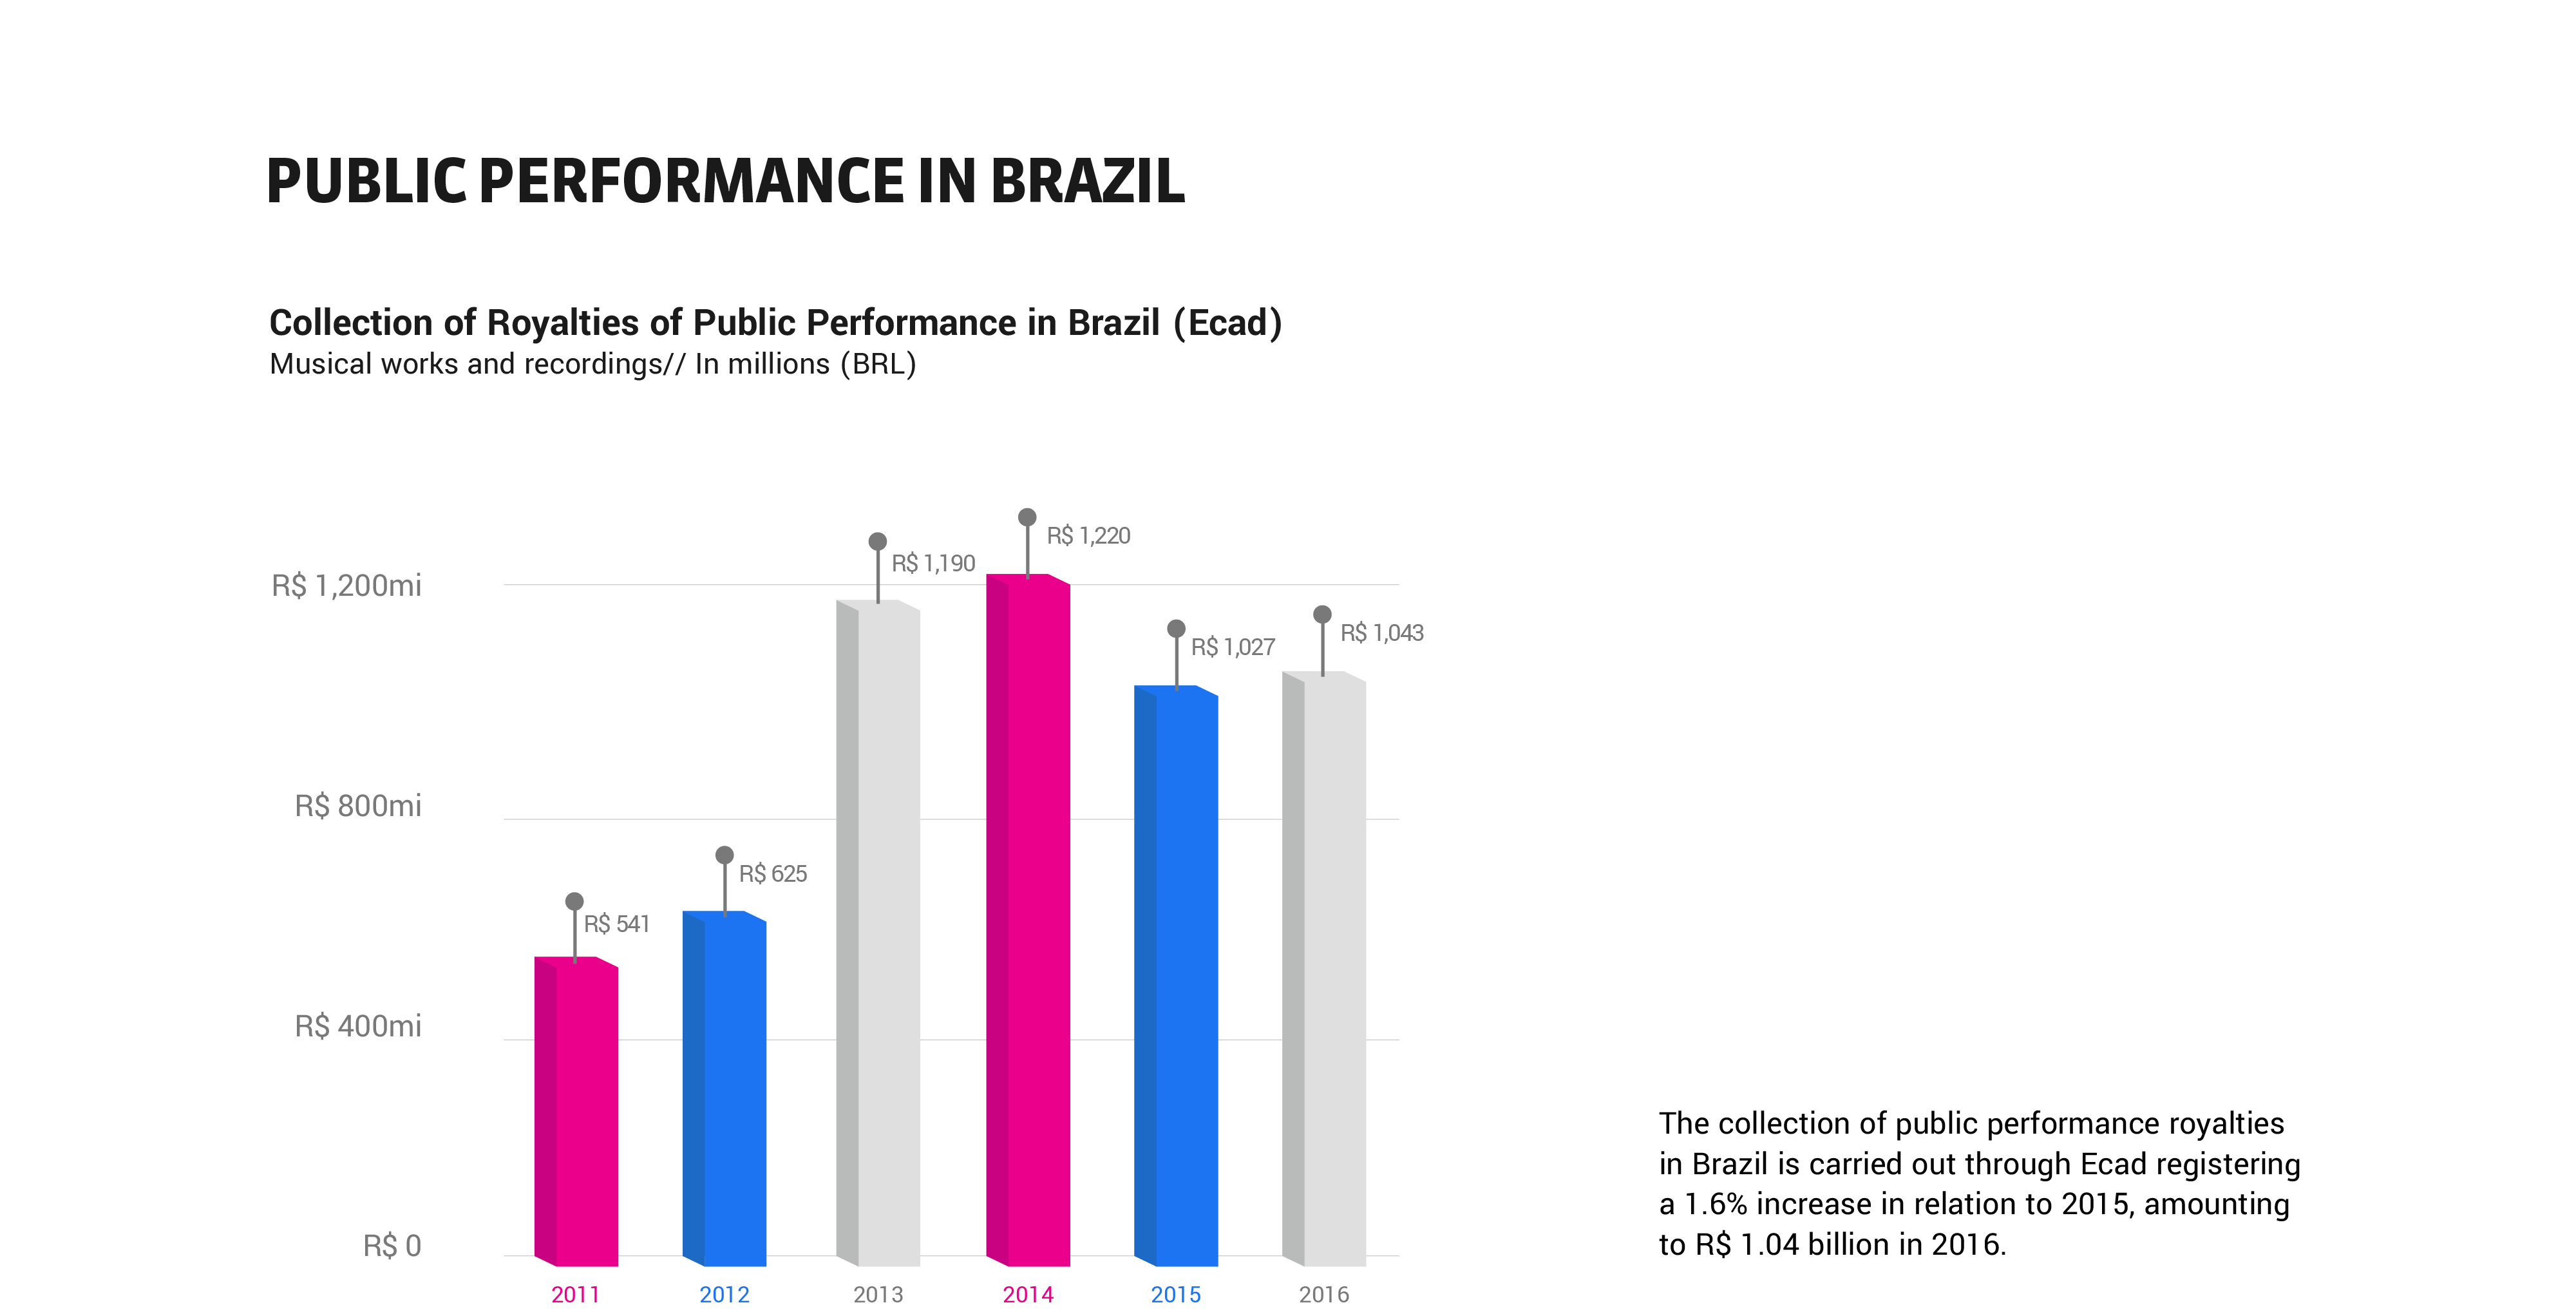 PUBLIC PERFORMANCE IN BRAZIL
Collection of Royalties of Public Performance in Brazil (Ecad)
Musical works and recordings// In millions (BRL)
R$ 1,200mi
R$ 800mi
R$ 400mi
R$ 0
R$ 541
R$ 625
R$ 1,190
R$ 1,220
R$ 1,027
R$ 1,043
2011
2012
2013
2014
2015
2016
The collection of public performance royalties
in Brazil is carried out through Ecad registering
a 1.6% increase in relation to 2015, amounting
to R$ 1.04 billion in 2016.